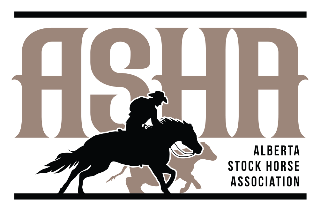 ASHA
ALBERTA
STOCK HORSE
ASSOCIATION